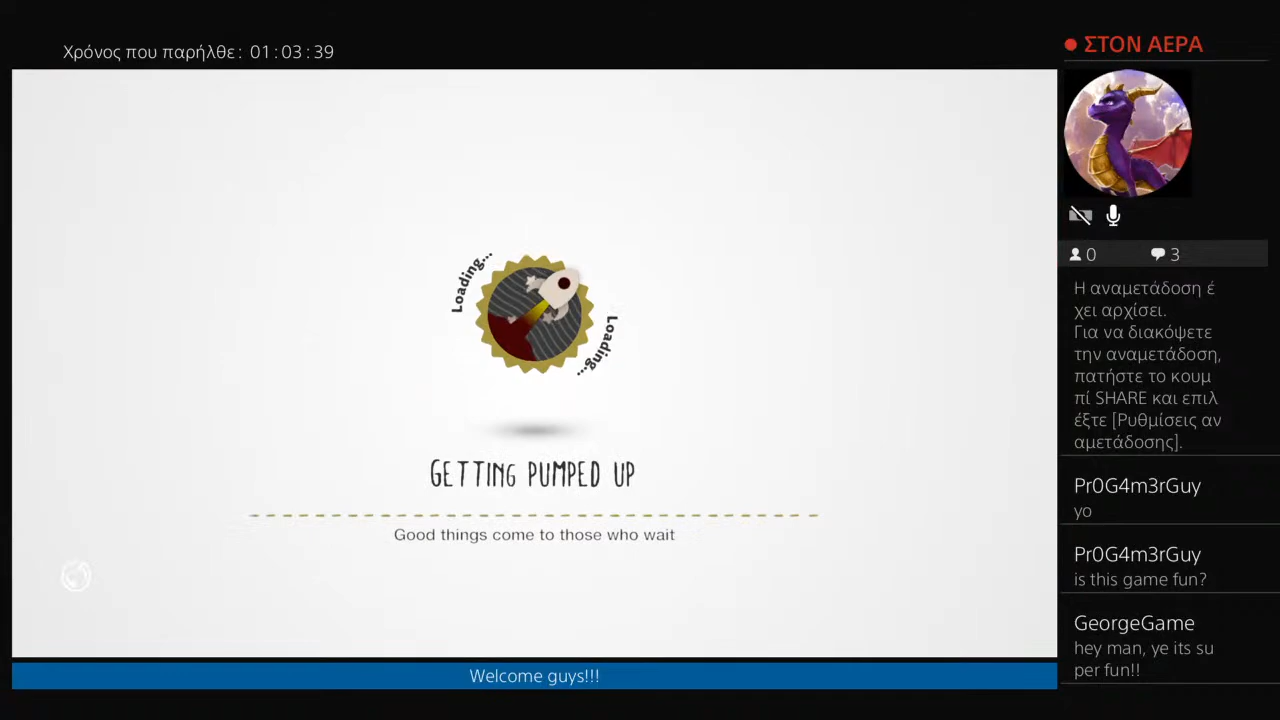 Χρόνος που παρήλθε: 01:03:39
Loading...
Loading...
GETTING PUMPED UP
Good things come to those who wait
Welcome guys!!!
ΣΤΟΝ ΑΕΡΑ
0
3
Η αναμετάδοση έ
χει αρχίσει.
Για να διακόψετε
την αναμετάδοση,
πατήστε το κουμ
πί SHARE και επιλ
έξτε [Ρυθμίσεις αν
αμετάδοσης].
Pr0G4m3rGuy
yo
Pr0G4m3rGuy
is this game fun?
GeorgeGame
hey man, ye its su
per fun!!